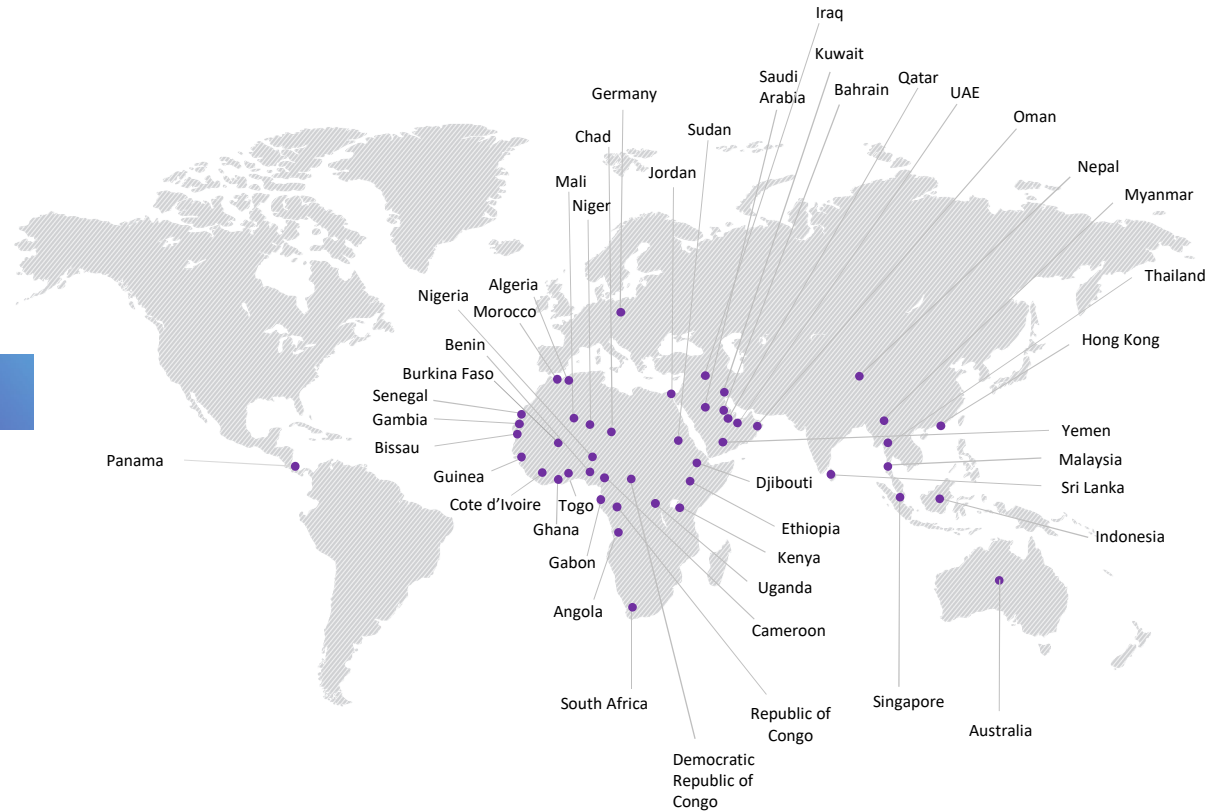 Iraq
Kuwait
Saudi
Arabia
Qatar
Bahrain
UAE
Germany
Oman
Chad
Sudan
Nepal
Jordan
Mali
Myanmar
Niger
Thailand
Algeria
Nigeria
Morocco
Hong Kong
Benin
Burkina Faso
Senegal
Gambia
Yemen
Bissau
Panama
Malaysia
Guinea
Djibouti
Sri Lanka
Cote d’Ivoire
Togo
Ghana
Ethiopia
Indonesia
Gabon
Kenya
Uganda
Angola
Cameroon
South Africa
Singapore
Republic of
Congo
Australia
Democratic
Republic of
Congo